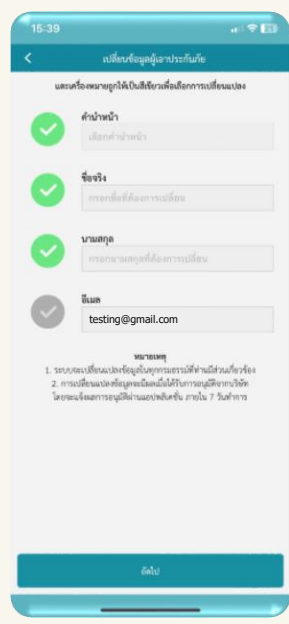 15:39
เปลี่ยนข้อมูลผู้เอาประกันภัย
แตะเครื่องหมายถูกให้เป็นสีเขียวเพื่อเลือกการเปลี่ยนแปลง
คำนำหน้า
เลือกคำนำหน้า
ชื่อจริง
กรอกชื่อที่ต้องการเปลี่ยน
นามสกุล
กรอกนามสกุลที่ต้องการเปลี่ยน
อีเมล
testing@gmail.com
หมายเหตุ
1. ระบบจะเปลี่ยนแปลงข้อมูลในทุกกรมธรรม์ที่ท่านมีส่วนเกี่ยวข้อง
2. การเปลี่ยนแปลงข้อมูลจะมีผลเมื่อได้รับการอนุมัติจากบริษัท
โดยจะแจ้งผลการอนุมัติผ่านแอปพลิเคชั่น ภายใน 7 วันทำการ
ถัดไป